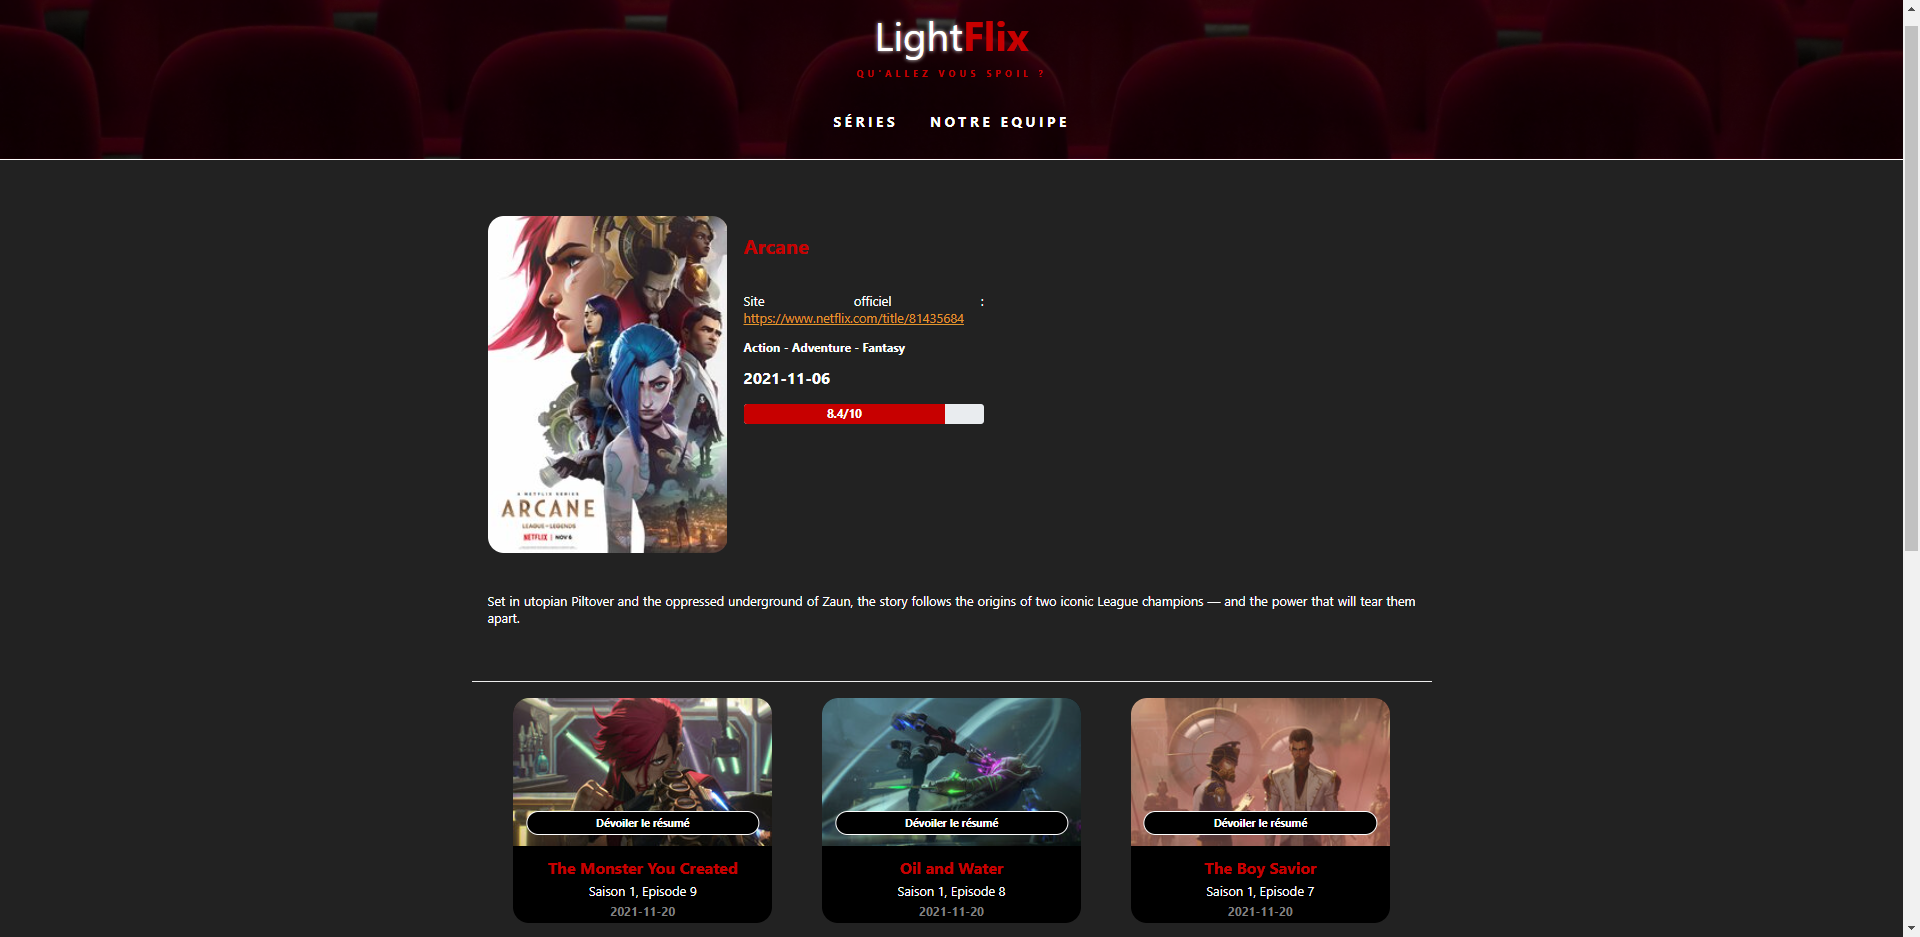 LightFlix
QU'ALLEZ VOUS SPOIL ?
SÉRIES NOTRE EQUIPE
Arcane
Site officiel :
https://www.netflix.com/title/81435684
Action - Adventure - Fantasy
2021-11-06
8.4/10
A NETFLIX SERIES
ARCANE
LEAGUE OF LEGENDS
NETFLIX | NOV 6
Set in utopian Piltover and the oppressed underground of Zaun, the story follows the origins of two iconic League champions — and the power that will tear them
apart.
Dévoiler le résumé
The Monster You Created
Saison 1, Episode 9
2021-11-20
Dévoiler le résumé
Oil and Water
Saison 1, Episode 8
2021-11-20
Dévoiler le résumé
The Boy Savior
Saison 1, Episode 7
2021-11-20